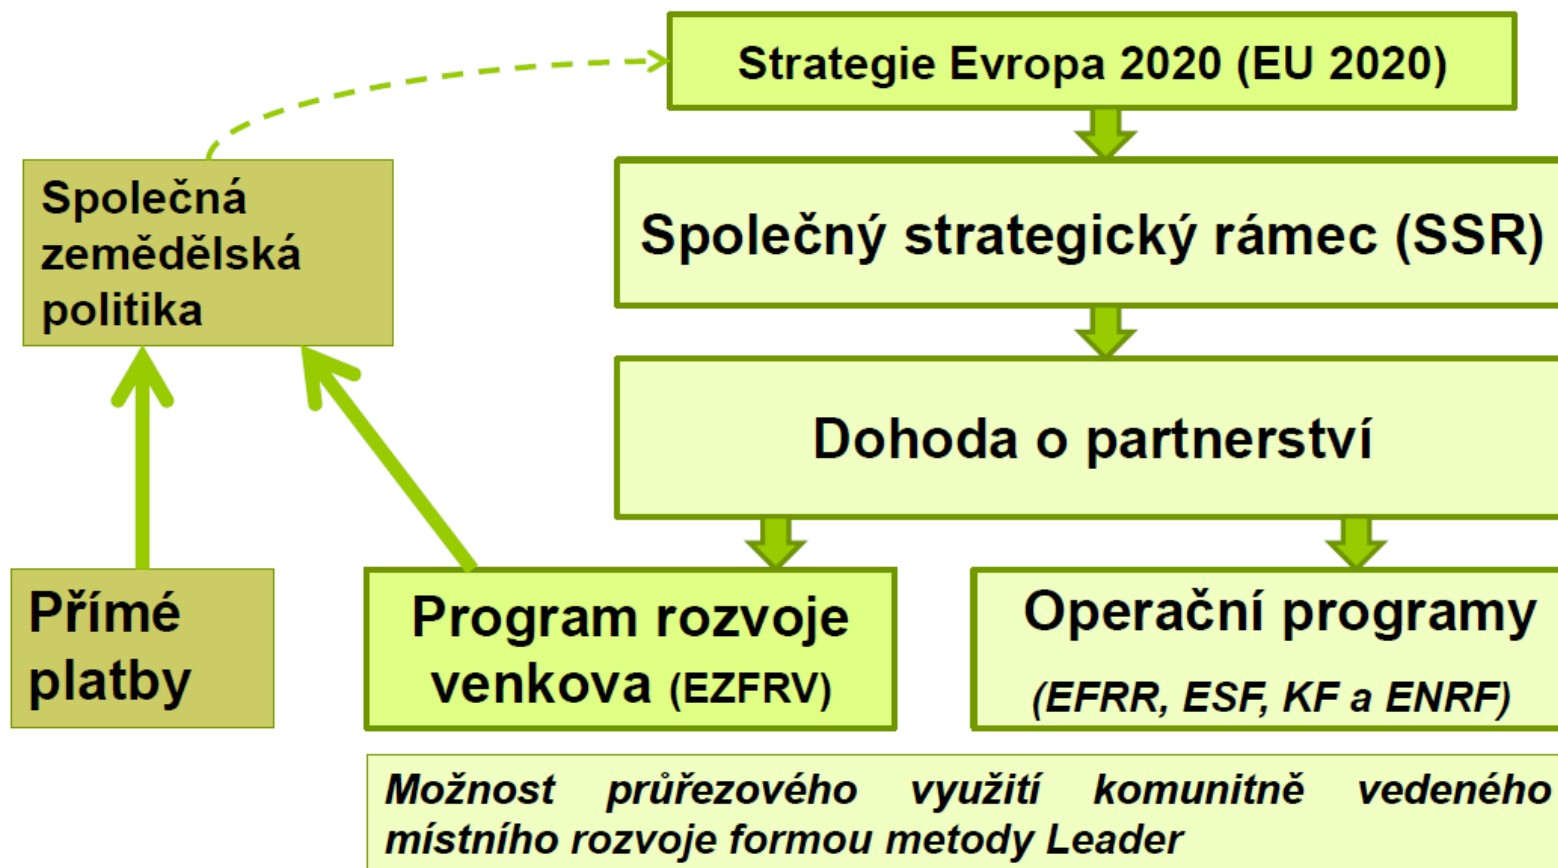 Strategie Evropa 2020 (EU 2020)
Společná
zemědělská
politika
Společný strategický rámec (SSR)
Dohoda o partnerství
Přímé
platby
Program rozvoje
venkova (EZFRV)
Operační programy
(EFRR, ESF, KF a ENRF)
Možnost průřezového využití komunitně vedeného
místního rozvoje formou metody Leader